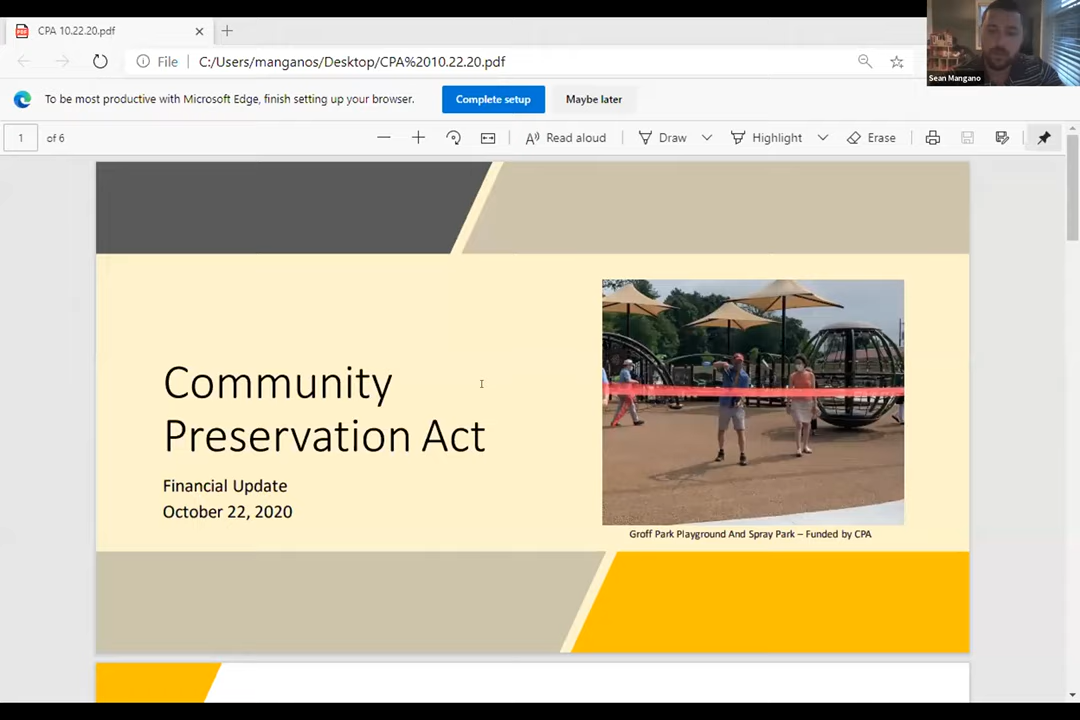 CPA 10.22.20.pdf
Sean Mangano
File
C:/Users/manganos/Desktop/CPA%2010.22.20.pdf
To be most productive with Microsoft Edge, finish setting up your browser.
Complete setup
Maybe later
1 of 6
Read aloud
Draw
Highlight
Erase
Community
Preservation Act
Financial Update
October 22, 2020
Groff Park Playground And Spray Park – Funded by CPA